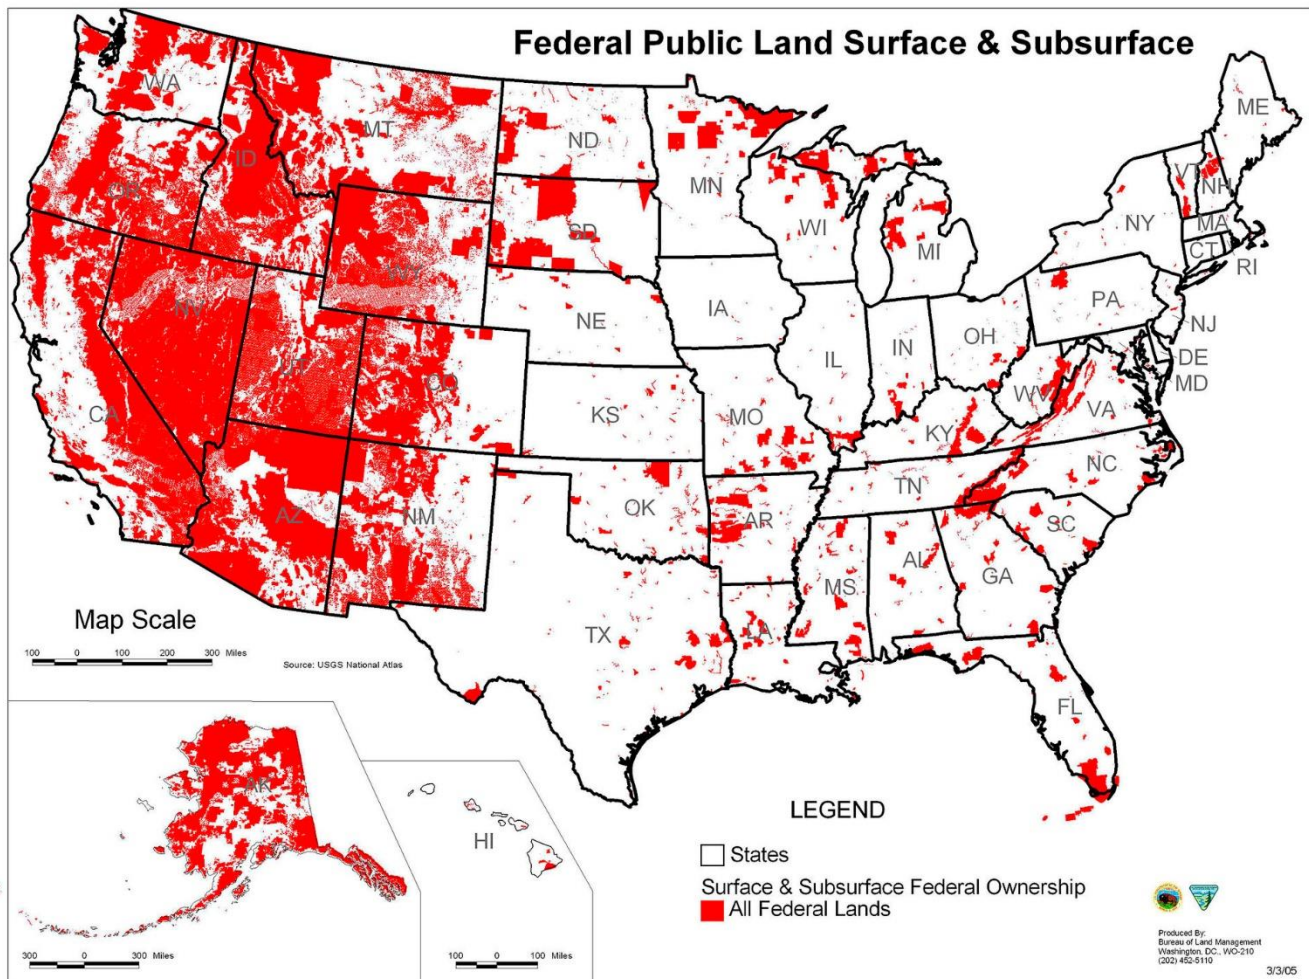 Federal Public Land Surface & Subsurface
WA
MT
ND
MN
ME
OR
ID
SD
WI
MI
VT
NH
NY
MA
CT
RI
WY
NV
NE
IA
PA
NJ
UT
CO
IL
IN
OH
DE
MD
CA
KS
MO
WV
VA
KY
AZ
NM
OK
AR
TN
NC
SC
MS
AL
GA
TX
LA
FL
Map Scale
100 0 100 200 300 Miles
Source: USGS National Atlas
AK
300 0 300 Miles
HI
100 0 100 Miles
LEGEND
States
Surface & Subsurface Federal Ownership
All Federal Lands
Produced By:
Bureau of Land Management
Washington, DC., WO-210
(202) 452-5110
3/3/05